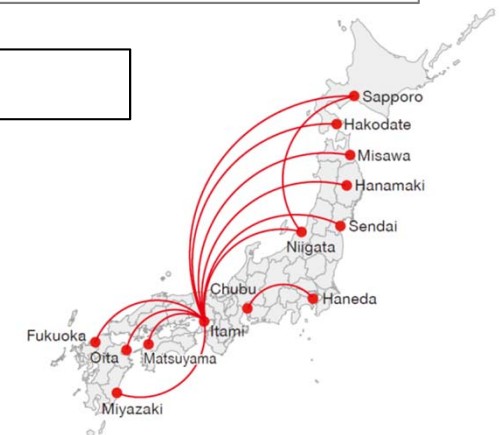 Sapporo
Hakodate
Misawa
Hanamaki
Sendai
Niigata
Chubu
Haneda
Itami
Fukuoka
Oita
Matsuyama
Miyazaki